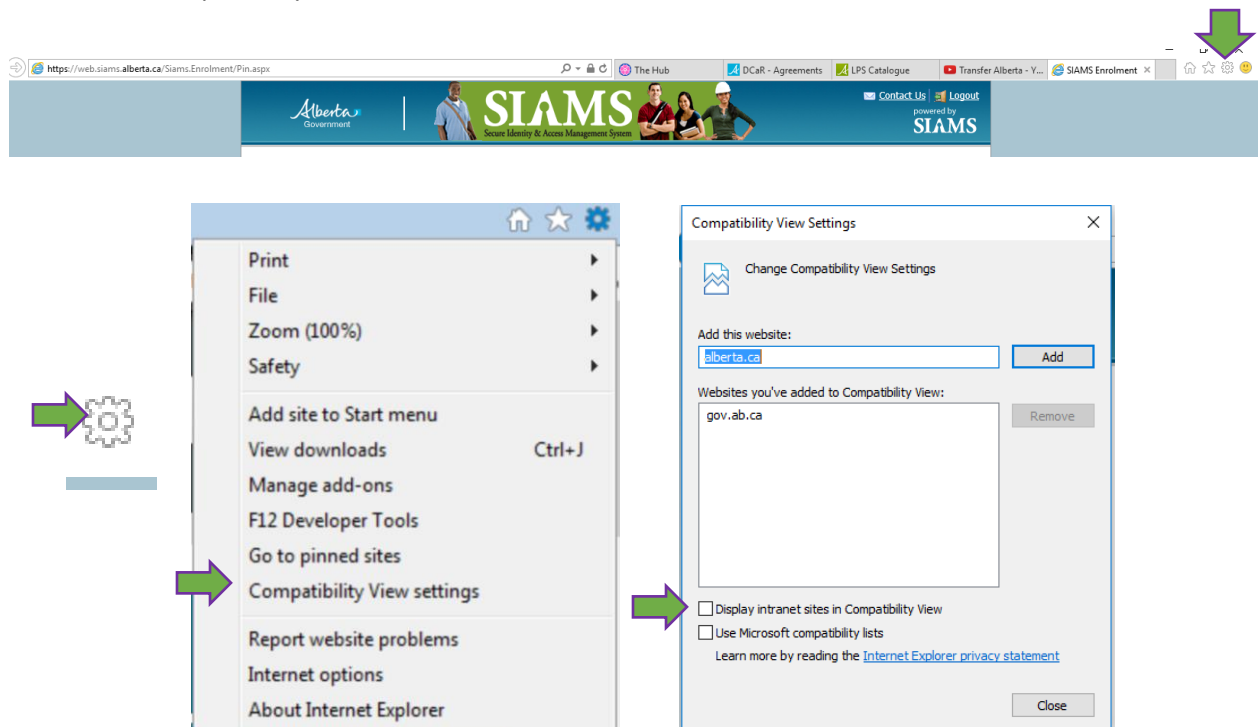 https://web.siams.alberta.ca/Siams.Enrolment/Pin.aspx
The Hub
DCaR - Agreements
LPS Catalogue
Transfer Alberta - Y...
SIAMS Enrolment
Alberta
Government
SIAMS
Secure Identity & Access Management System
Contact Us
Logout
powered by
SIAMS
Print
File
Zoom (100%)
Safety
Add site to Start menu
View downloads Ctrl+J
Manage add-ons
F12 Developer Tools
Go to pinned sites
Compatibility View settings
Report website problems
Internet options
About Internet Explorer
Compatibility View Settings
Change Compatibility View Settings
Add this website:
alberta.ca Add
Websites you've added to Compatibility View:
gov.ab.ca Remove
Display intranet sites in Compatibility View
Use Microsoft compatibility lists
Learn more by reading the Internet Explorer privacy statement
Close